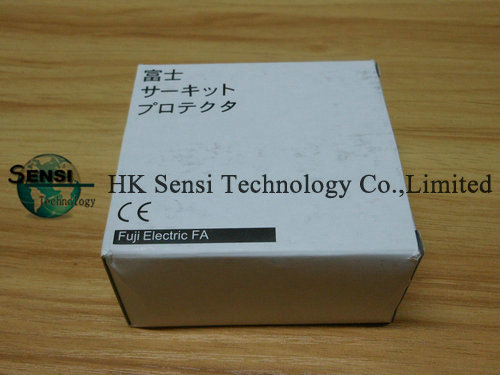 富士
サーキット
プロテクタ
SENSI
Technology
HK Sensi Technology Co.,Limited
CE
Fuji Electric FA